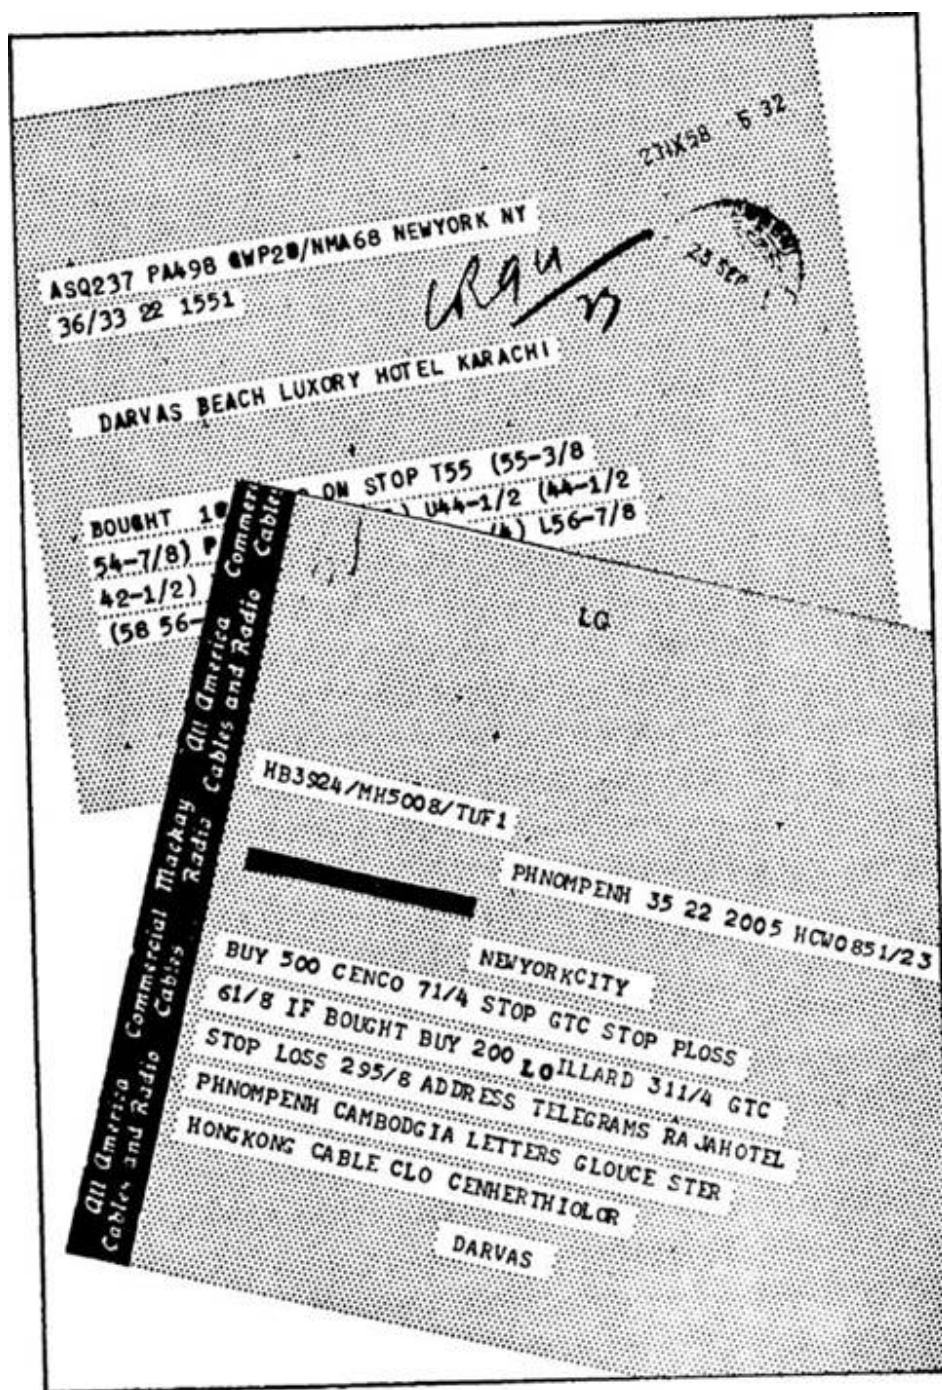 23IX58 5 32
23 SEP
ASQ237 PA498 GWP20/NMA68 NEWYORK NY
36/33 22 1551
DARVAS BEACH LUXORY HOTEL KARACHI
BOUGHT ON STOP T55 (55-3/8
54-7/8) P U44-1/2 (44-1/2
42-1/2) L56-7/8
(58 56-
All America Cables and Radio Commercial Cables Mackay Radio All America Cables and Radio Commercial Cables
LG
HB3S24/MH5008/TUF1
PHNOMPENH 35 22 2005 HCW0851/23
NEWYORKCITY
BUY 500 CENCO 71/4 STOP GTC STOP PLOSS
61/8 IF BOUGHT BUY 200 LOILLARD 311/4 GTC
STOP LOSS 295/8 ADDRESS TELEGRAMS RAJAHOTEL
PHNOMPENH CAMBODGIA LETTERS GLOUCE STER
HONGKONG CABLE CLO CENHERTHIOLOR
DARVAS